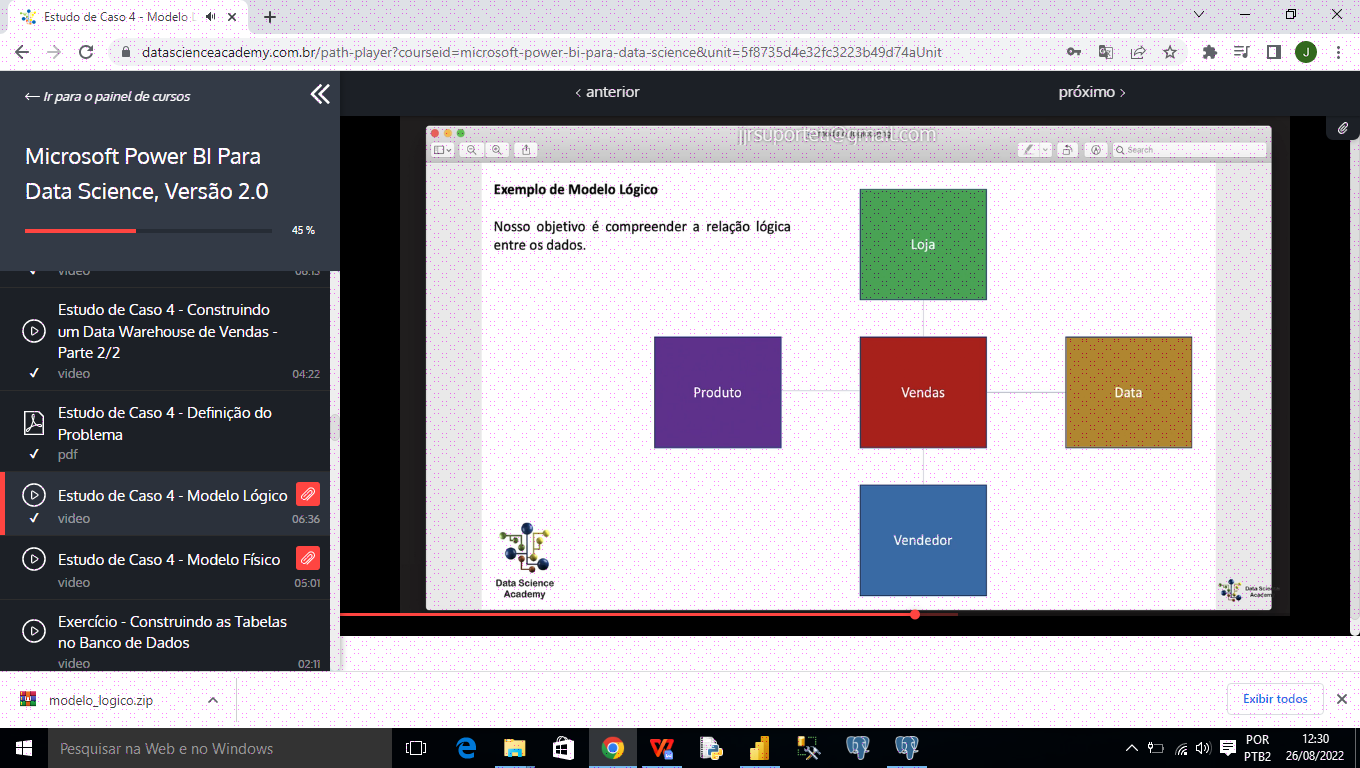 Estudo de Caso 4 - Modelo
datascienceacademy.com.br/path-player?courseid=microsoft-power-bi-para-data-science&unit=5f8735d4e32fc3223b49d74aUnit
J
← Ir para o painel de cursos
‹ anterior
próximo ›
Microsoft Power BI Para
Data Science, Versão 2.0
45 %
video
08:13
Estudo de Caso 4 - Construindo
um Data Warehouse de Vendas -
Parte 2/2
video
04:22
Estudo de Caso 4 - Definição do
Problema
pdf
Estudo de Caso 4 - Modelo Lógico
video
06:36
Estudo de Caso 4 - Modelo Físico
video
05:01
Exercício - Construindo as Tabelas
no Banco de Dados
video
02:11
jjrsuporteti@gmail.com
Search
Exemplo de Modelo Lógico
Nosso objetivo é compreender a relação lógica
entre os dados.
Loja
Produto
Vendas
Data
Vendedor
Data Science
Academy
Data Science
Academy
modelo_logico.zip
Exibir todos
Pesquisar na Web e no Windows
POR
PTB2
12:30
26/08/2022